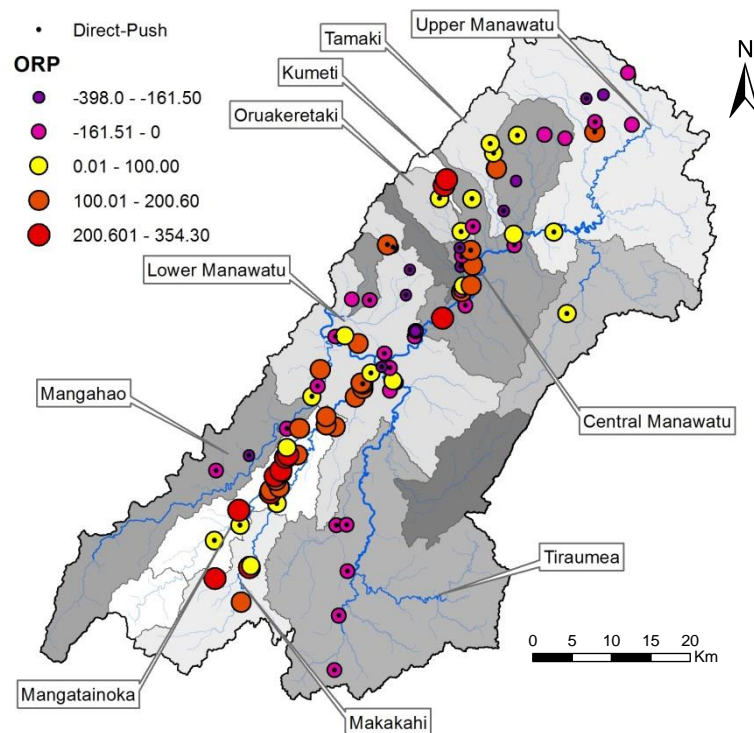 Direct-Push
ORP
-398.0 - -161.50
-161.51 - 0
0.01 - 100.00
100.01 - 200.60
200.601 - 354.30
Upper Manawatu
Tamaki
Kumeti
Oruakeretaki
N
Lower Manawatu
Mangahao
Central Manawatu
Tiraumea
0 5 10 15 20
Km
Mangatainoka
Makakahi